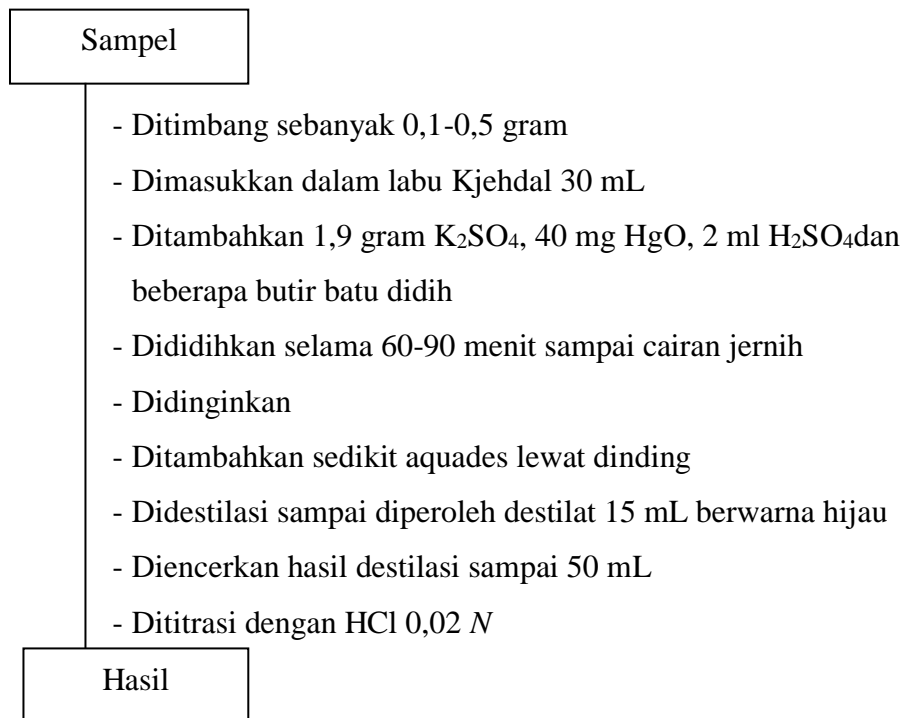 Sampel
- Ditimbang sebanyak 0,1-0,5 gram
- Dimasukkan dalam labu Kjehdal 30 mL
- Ditambahkan 1,9 gram K₂SO₄, 40 mg HgO, 2 ml H₂SO₄dan
beberapa butir batu didih
- Dididihkan selama 60-90 menit sampai cairan jernih
- Didinginkan
- Ditambahkan sedikit aquades lewat dinding
- Didestilasi sampai diperoleh destilat 15 mL berwarna hijau
- Diencerkan hasil destilasi sampai 50 mL
- Dititrasi dengan HCl 0,02 N
Hasil